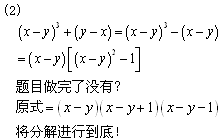 (2)
(x-y)³+(y-x)=(x-y)³-(x-y)
=(x-y)[(x-y)²-1]
题目做完了没有？
原式=(x-y)(x-y+1)(x-y-1)
将分解进行到底！